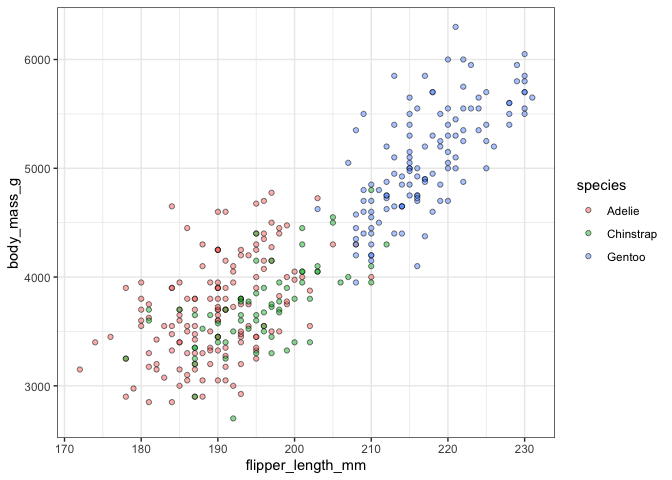 6000
5000
4000
3000
body_mass_g
170 180 190 200 210 220 230
flipper_length_mm
species
Adelie
Chinstrap
Gentoo